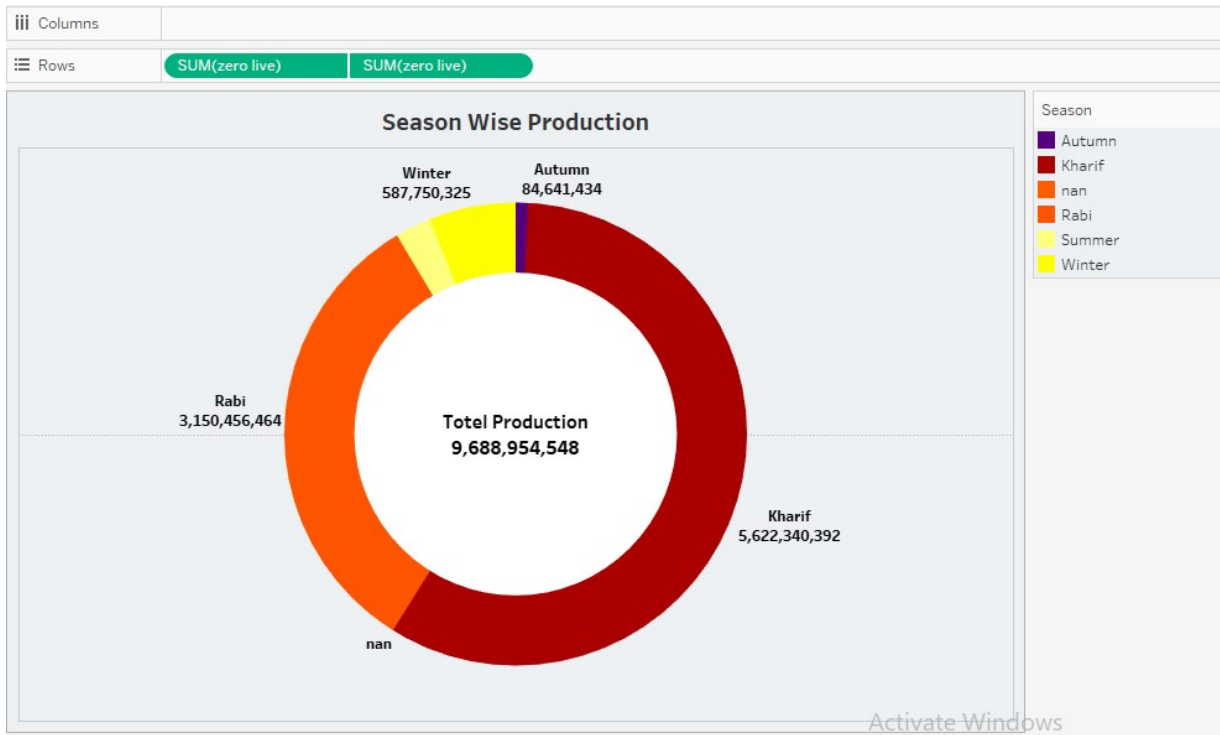 Columns
Rows
SUM(zero live)
SUM(zero live)
Season Wise Production
Winter
587,750,325
Autumn
84,641,434
Rabi
3,150,456,464
Totel Production
9,688,954,548
Kharif
5,622,340,392
nan
Season
Autumn
Kharif
nan
Rabi
Summer
Winter
Activate Windows